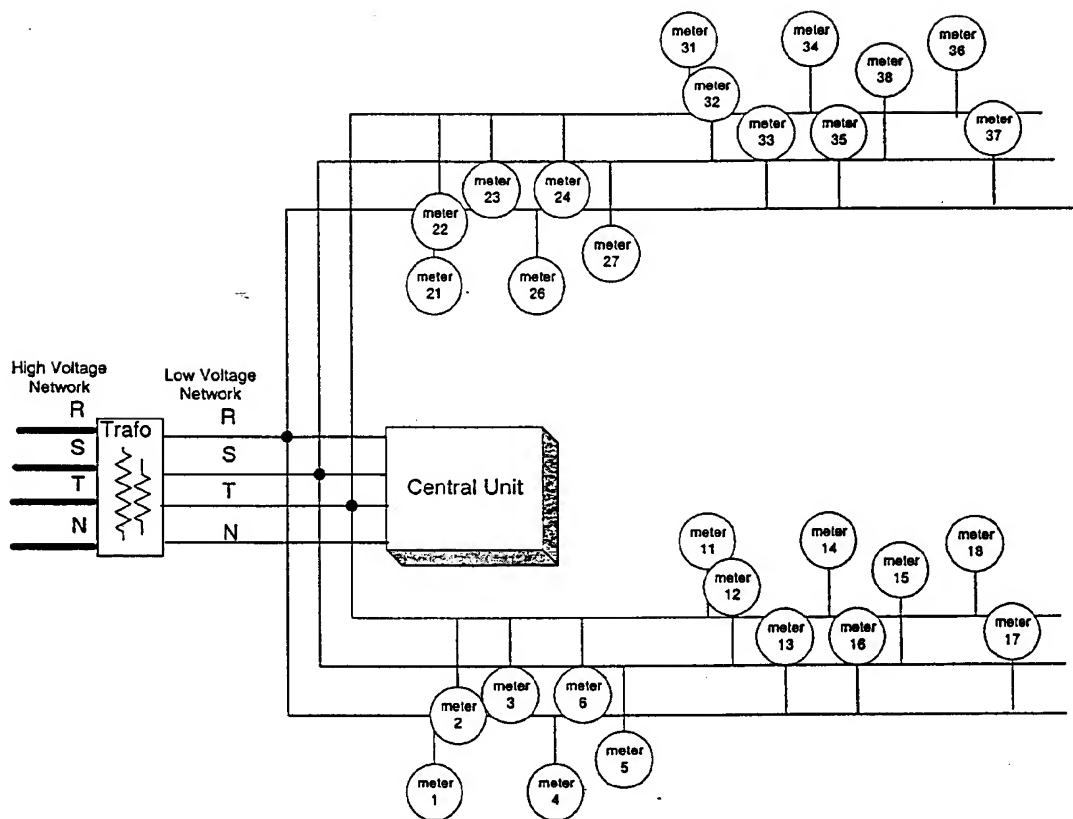 meter
31
meter
34
meter
36
meter
38
meter
32
meter
33
meter
35
meter
37
meter
23
meter
24
meter
22
meter
27
meter
21
meter
26
High Voltage
Network
Low Voltage
Network
R
R
Trafo
S
S
T
T
N
N
Central Unit
meter
11
meter
14
meter
18
meter
15
meter
12
meter
13
meter
16
meter
17
meter
3
meter
6
meter
2
meter
5
meter
1
meter
4